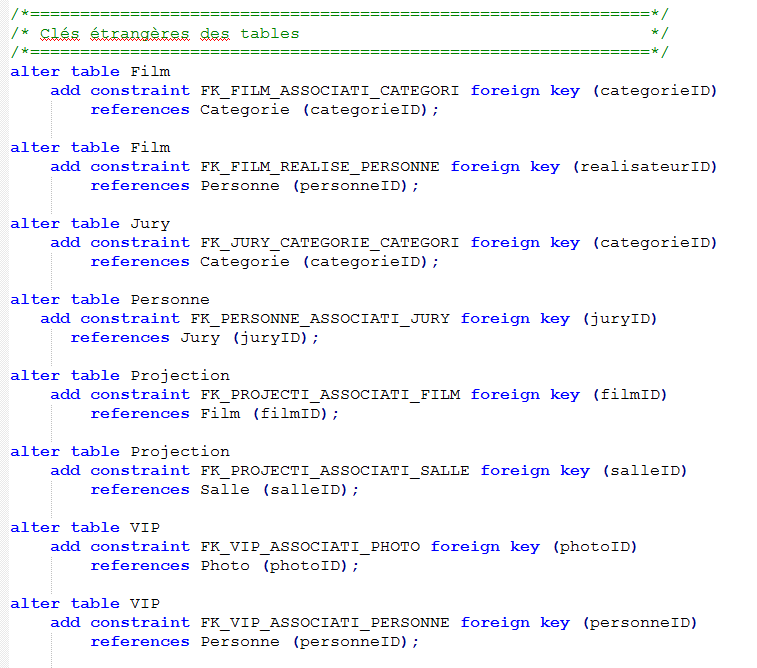 /*==============================================================*/
/* Clés étrangères des tables                                   */
/*==============================================================*/
alter table Film
    add constraint FK_FILM_ASSOCIATI_CATEGORI foreign key (categorieID)
        references Categorie (categorieID);

alter table Film
    add constraint FK_FILM_REALISE_PERSONNE foreign key (realisateurID)
        references Personne (personneID);

alter table Jury
    add constraint FK_JURY_CATEGORIE_CATEGORI foreign key (categorieID)
        references Categorie (categorieID);

alter table Personne
   add constraint FK_PERSONNE_ASSOCIATI_JURY foreign key (juryID)
      references Jury (juryID);

alter table Projection
    add constraint FK_PROJECTI_ASSOCIATI_FILM foreign key (filmID)
        references Film (filmID);

alter table Projection
    add constraint FK_PROJECTI_ASSOCIATI_SALLE foreign key (salleID)
        references Salle (salleID);

alter table VIP
    add constraint FK_VIP_ASSOCIATI_PHOTO foreign key (photoID)
        references Photo (photoID);

alter table VIP
    add constraint FK_VIP_ASSOCIATI_PERSONNE foreign key (personneID)
        references Personne (personneID);